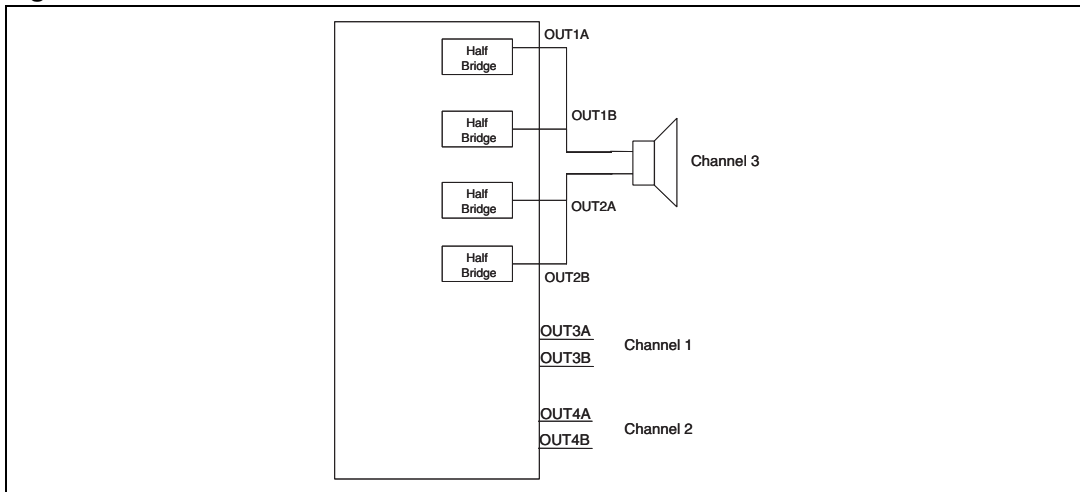 OUT1A
Half
Bridge
OUT1B
Half
Bridge
Channel 3
Half
Bridge
OUT2A
Half
Bridge
OUT2B
OUT3A
Channel 1
OUT3B
OUT4A
Channel 2
OUT4B